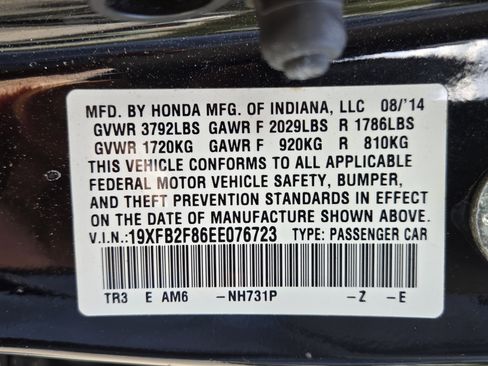 MFD. BY HONDA MFG. OF INDIANA, LLC 08/'14
GVWR 3792LBS GAWR F 2029LBS R 1786LBS
GVWR 1720KG GAWR F 920KG R 810KG
THIS VEHICLE CONFORMS TO ALL APPLICABLE
FEDERAL MOTOR VEHICLE SAFETY, BUMPER,
AND THEFT PREVENTION STANDARDS IN EFFECT
ON THE DATE OF MANUFACTURE SHOWN ABOVE.
V.I.N.:19XFB2F86EE076723 TYPE: PASSENGER CAR
TR3 E AM6 –NH731P –Z –E